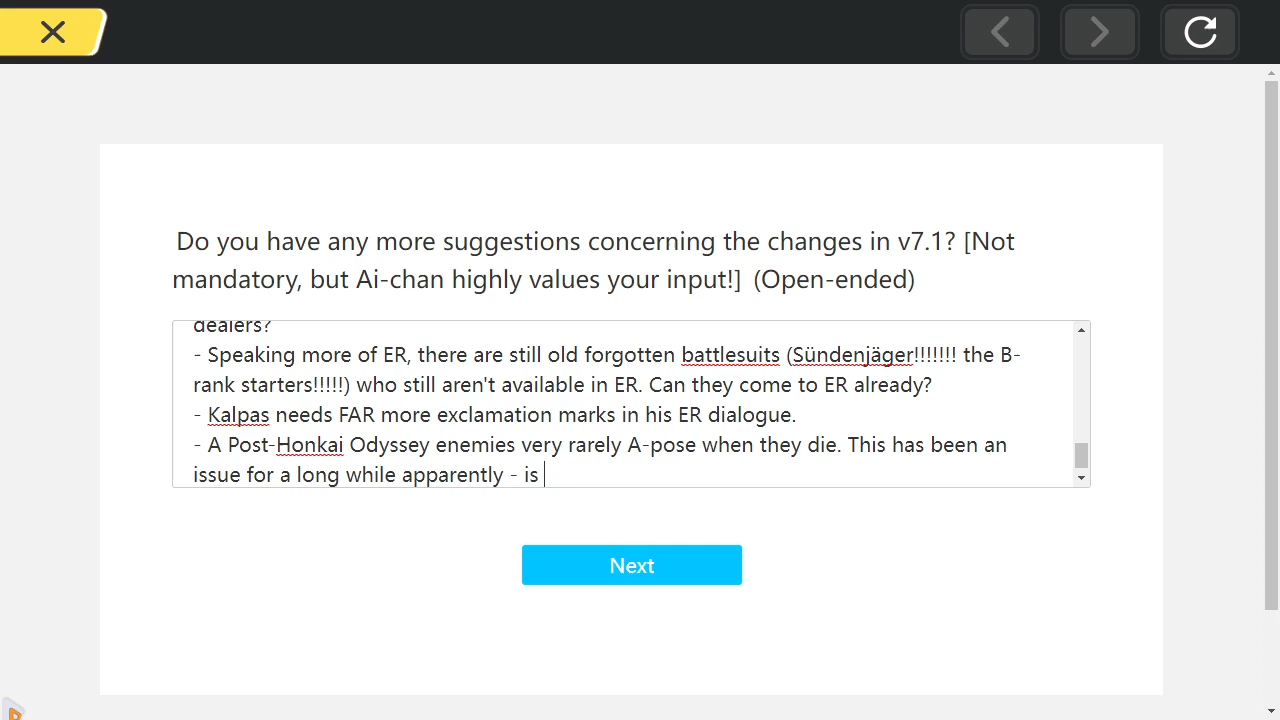 Do you have any more suggestions concerning the changes in v7.1? [Not
mandatory, but Ai-chan highly values your input!] (Open-ended)
dealers?
- Speaking more of ER, there are still old forgotten battlesuits (Sündenjäger!!!!!!! the B-
rank starters!!!!!) who still aren't available in ER. Can they come to ER already?
- Kalpas needs FAR more exclamation marks in his ER dialogue.
- A Post-Honkai Odyssey enemies very rarely A-pose when they die. This has been an
issue for a long while apparently - is
Next